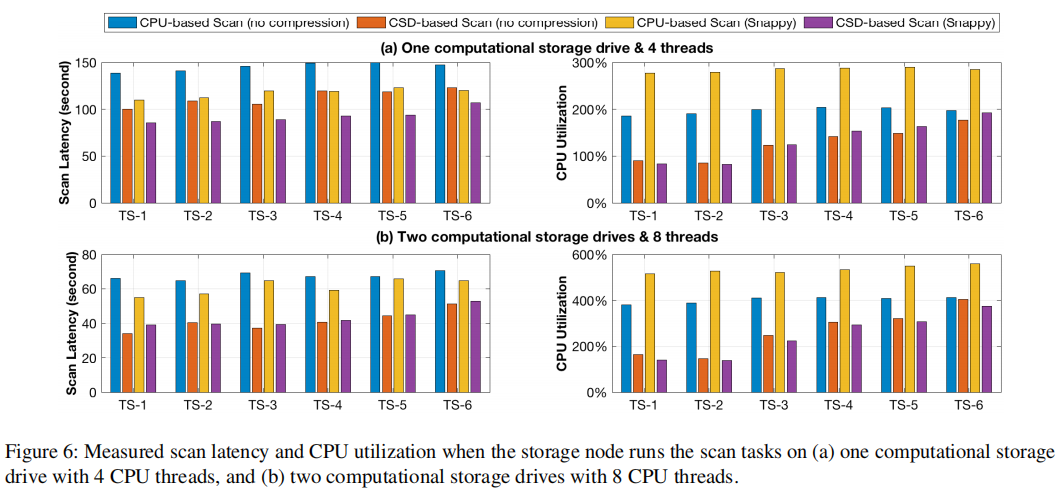 CPU-based Scan (no compression) CSD-based Scan (no compression) CPU-based Scan (Snappy) CSD-based Scan (Snappy)
(a) One computational storage drive & 4 threads
Scan Latency (second)
150
100
50
0
TS-1 TS-2 TS-3 TS-4 TS-5 TS-6
CPU Utilization
300%
200%
100%
0%
TS-1 TS-2 TS-3 TS-4 TS-5 TS-6
(b) Two computational storage drives & 8 threads
Scan Latency (second)
80
60
40
20
0
TS-1 TS-2 TS-3 TS-4 TS-5 TS-6
CPU Utilization
600%
400%
200%
0%
TS-1 TS-2 TS-3 TS-4 TS-5 TS-6
Figure 6: Measured scan latency and CPU utilization when the storage node runs the scan tasks on (a) one computational storage
drive with 4 CPU threads, and (b) two computational storage drives with 8 CPU threads.